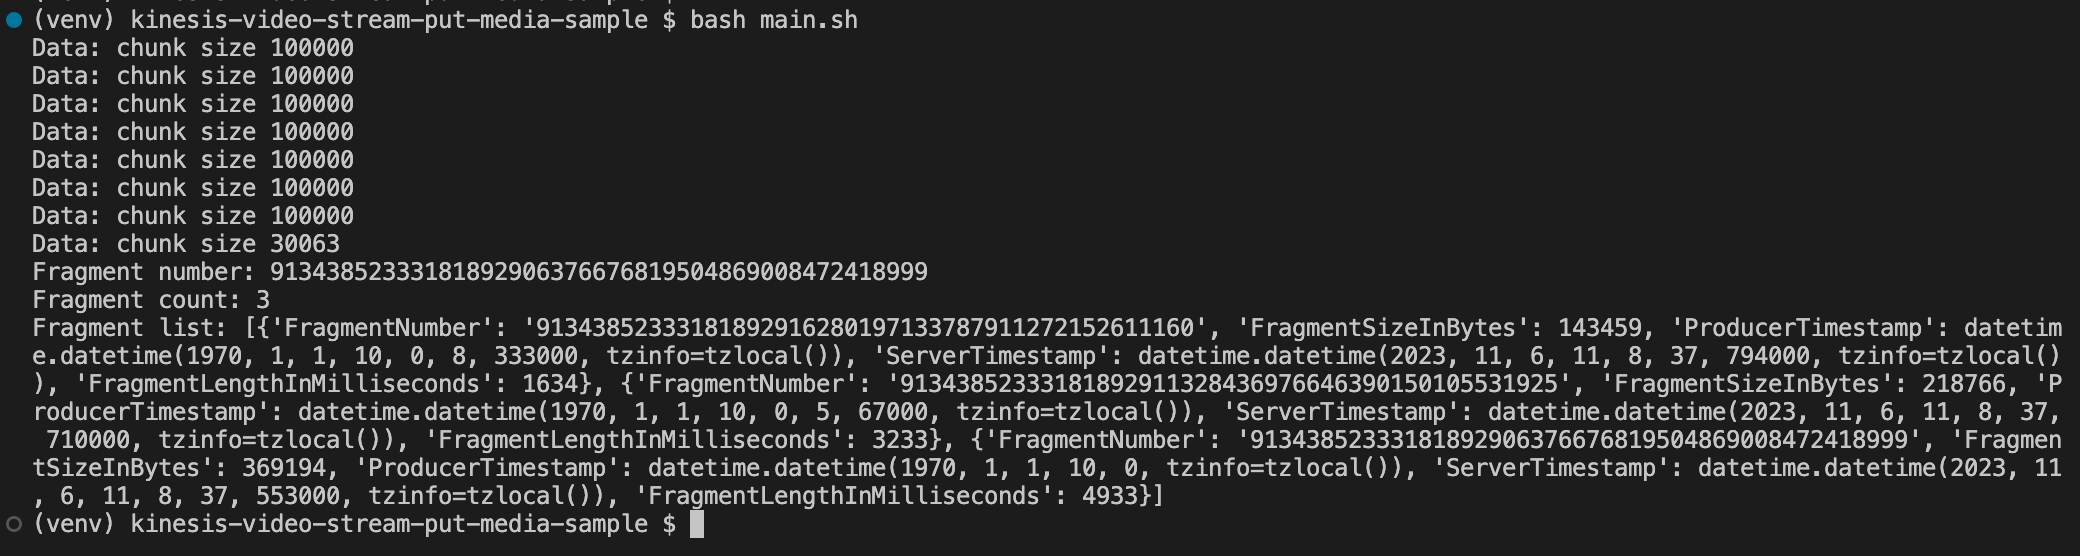 (venv) kinesis-video-stream-put-media-sample $ bash main.sh
Data: chunk size 100000
Data: chunk size 100000
Data: chunk size 100000
Data: chunk size 100000
Data: chunk size 100000
Data: chunk size 100000
Data: chunk size 100000
Data: chunk size 30063
Fragment number: 91343852333181892906376676819504869008472418999
Fragment count: 3
Fragment list: [{'FragmentNumber': '91343852333181892916280197133787911272152611160', 'FragmentSizeInBytes': 143459, 'ProducerTimestamp': datetim
e.datetime(1970, 1, 1, 10, 0, 8, 333000, tzinfo=tzlocal()), 'ServerTimestamp': datetime.datetime(2023, 11, 6, 11, 8, 37, 794000, tzinfo=tzlocal()
), 'FragmentLengthInMilliseconds': 1634}, {'FragmentNumber': '91343852333181892911328436976646390150105531925', 'FragmentSizeInBytes': 218766, 'P
roducerTimestamp': datetime.datetime(1970, 1, 1, 10, 0, 5, 67000, tzinfo=tzlocal()), 'ServerTimestamp': datetime.datetime(2023, 11, 6, 11, 8, 37,
 710000, tzinfo=tzlocal()), 'FragmentLengthInMilliseconds': 3233}, {'FragmentNumber': '91343852333181892906376676819504869008472418999', 'Fragmen
tSizeInBytes': 369194, 'ProducerTimestamp': datetime.datetime(1970, 1, 1, 10, 0, tzinfo=tzlocal()), 'ServerTimestamp': datetime.datetime(2023, 11
, 6, 11, 8, 37, 553000, tzinfo=tzlocal()), 'FragmentLengthInMilliseconds': 4933}]
(venv) kinesis-video-stream-put-media-sample $